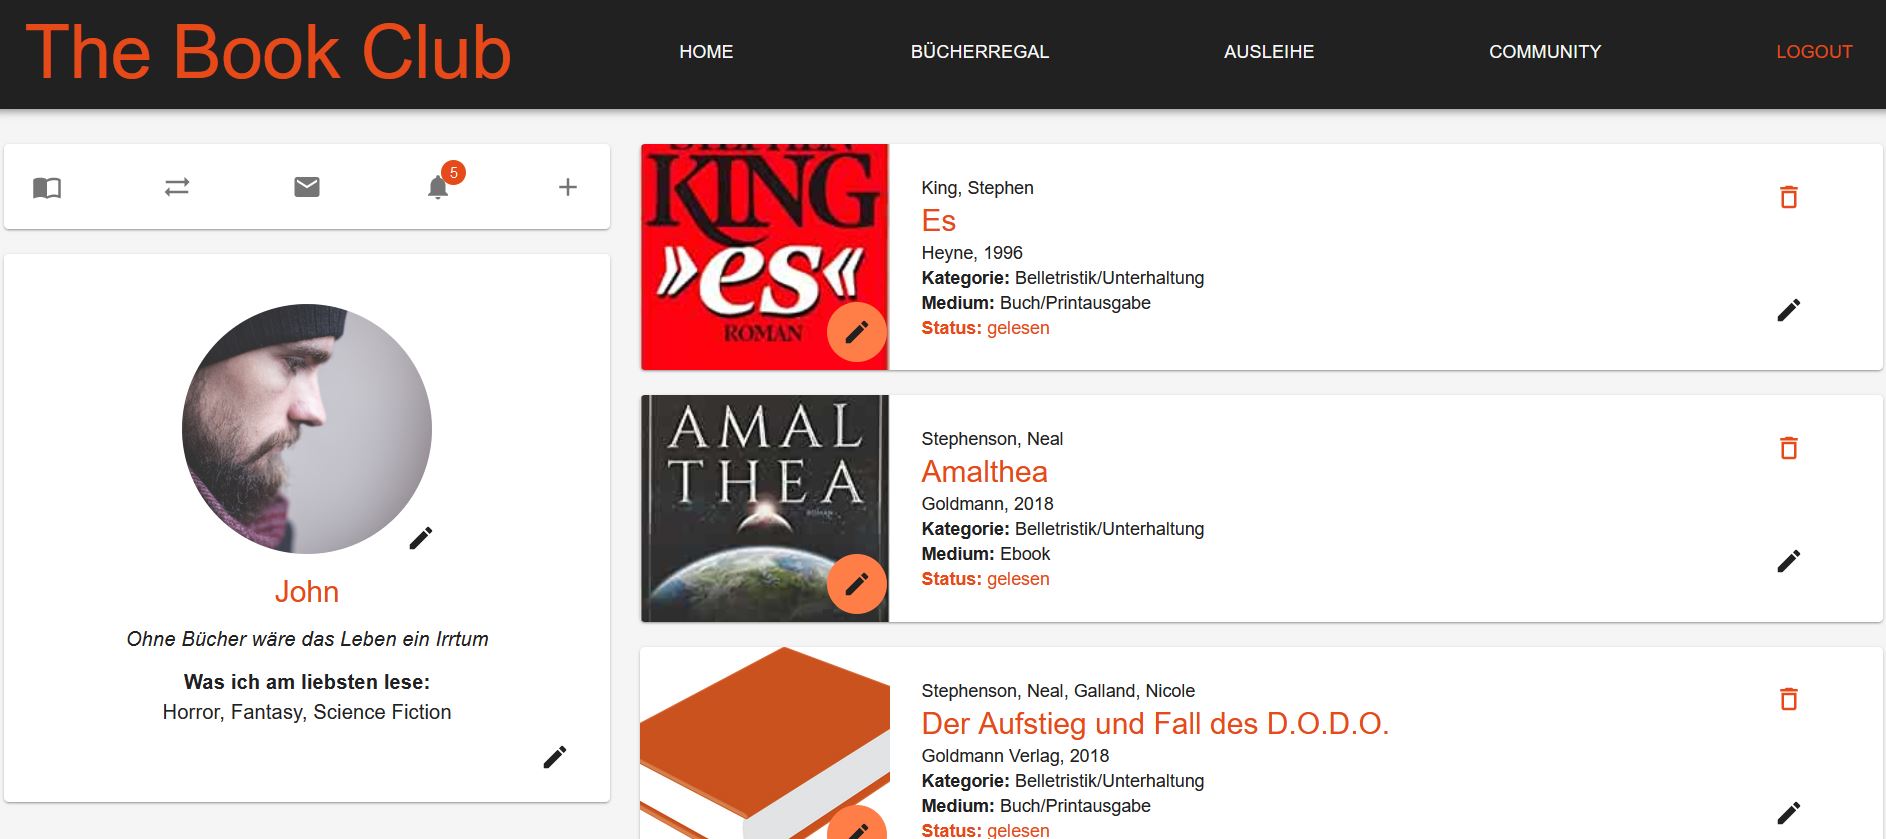 The Book Club
HOME
BÜCHERREGAL
AUSLEIHE
COMMUNITY
LOGOUT
5
John
Ohne Bücher wäre das Leben ein Irrtum
Was ich am liebsten lese:
Horror, Fantasy, Science Fiction
STEPHEN
KING
»es«
ROMAN
King, Stephen
Es
Heyne, 1996
Kategorie: Belletristik/Unterhaltung
Medium: Buch/Printausgabe
Status: gelesen
AMAL
THEA
ROMAN
Stephenson, Neal
Amalthea
Goldmann, 2018
Kategorie: Belletristik/Unterhaltung
Medium: Ebook
Status: gelesen
Stephenson, Neal, Galland, Nicole
Der Aufstieg und Fall des D.O.D.O.
Goldmann Verlag, 2018
Kategorie: Belletristik/Unterhaltung
Medium: Buch/Printausgabe
Status: gelesen